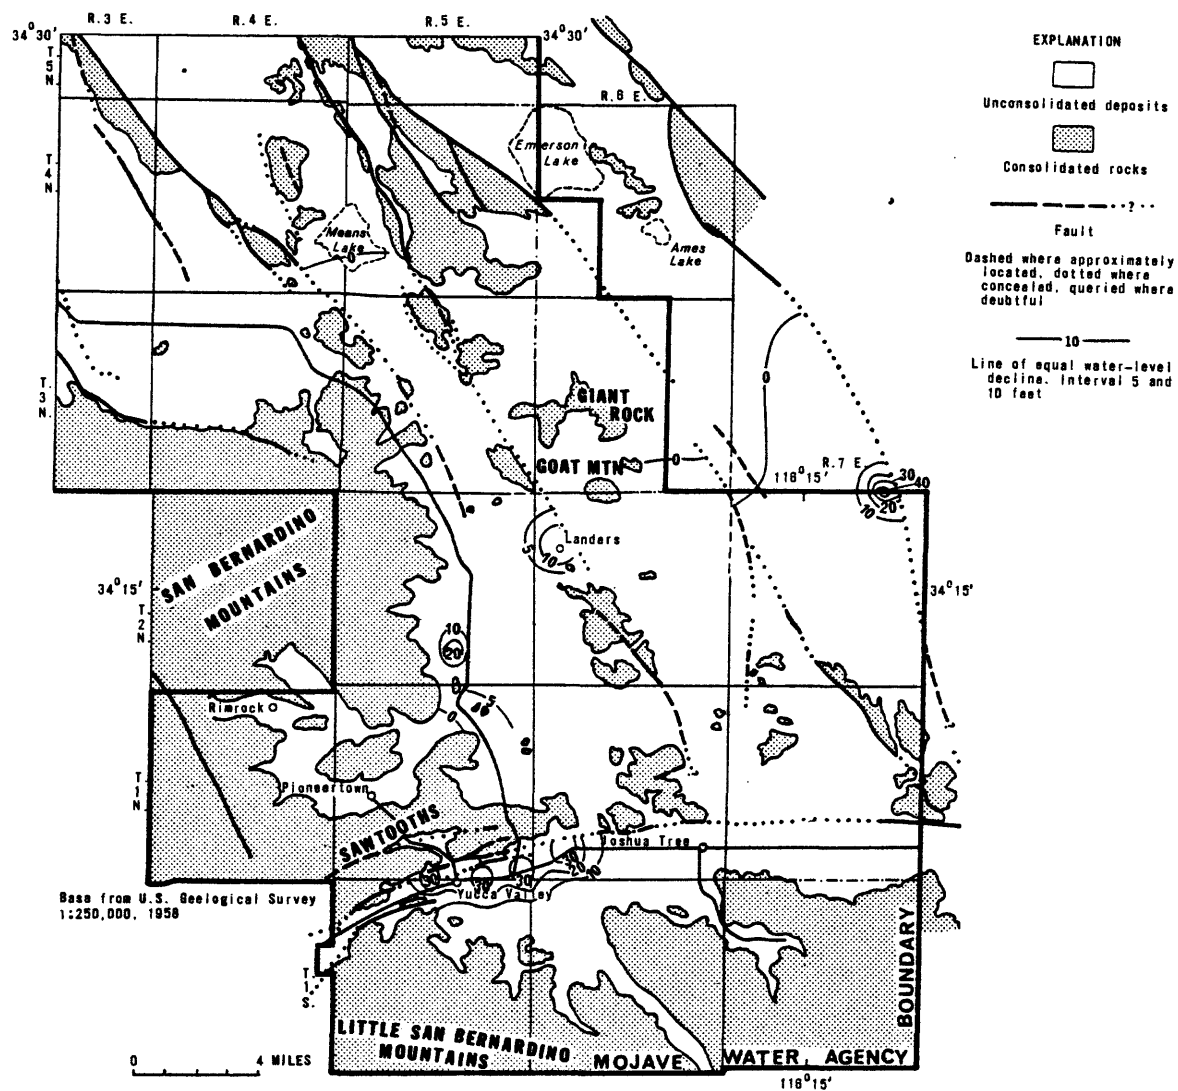 R.3 E.
R.4 E.
R.5 E.
34°30'
34°30'
T.
5
N
R.6 E.
T.
4
N
Emerson
Lake
Means
Lake
0
Ames
Lake
T.
3
N.
GIANT
ROCK
0
GOAT MTN
0
R.7 E.
116°15'
30
40
20
10
SAN BERNARDINO
MOUNTAINS
5
10
Landers
34°15'
34°15'
T.
2
N
10
20
Rimrock
0
5
T.
1
N
Pioneertown
SAWTOOTHS
Joshua Tree
20
10
30
Yucca Valley
Base from U.S. Geological Survey
1:250,000, 1958
T.
1
S.
LITTLE SAN BERNARDINO
MOUNTAINS
MOJAVE WATER AGENCY
BOUNDARY
116°15'
0 4 MILES
EXPLANATION
Unconsolidated deposits
Consolidated rocks
?
Fault
Dashed where approximately
located, dotted where
concealed, queried where
doubtful
10
Line of equal water-level
decline. Interval 5 and
10 feet